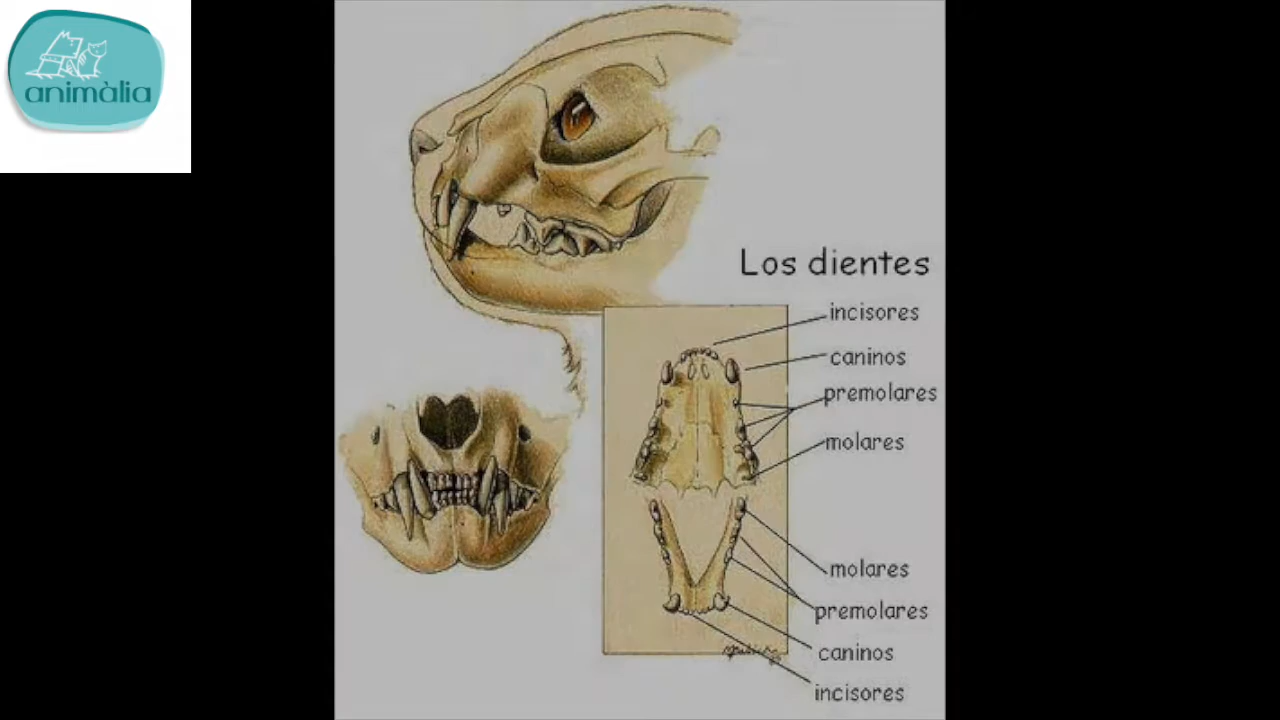 animàlia
Los dientes
incisores
caninos
premolares
molares
molares
premolares
caninos
incisores